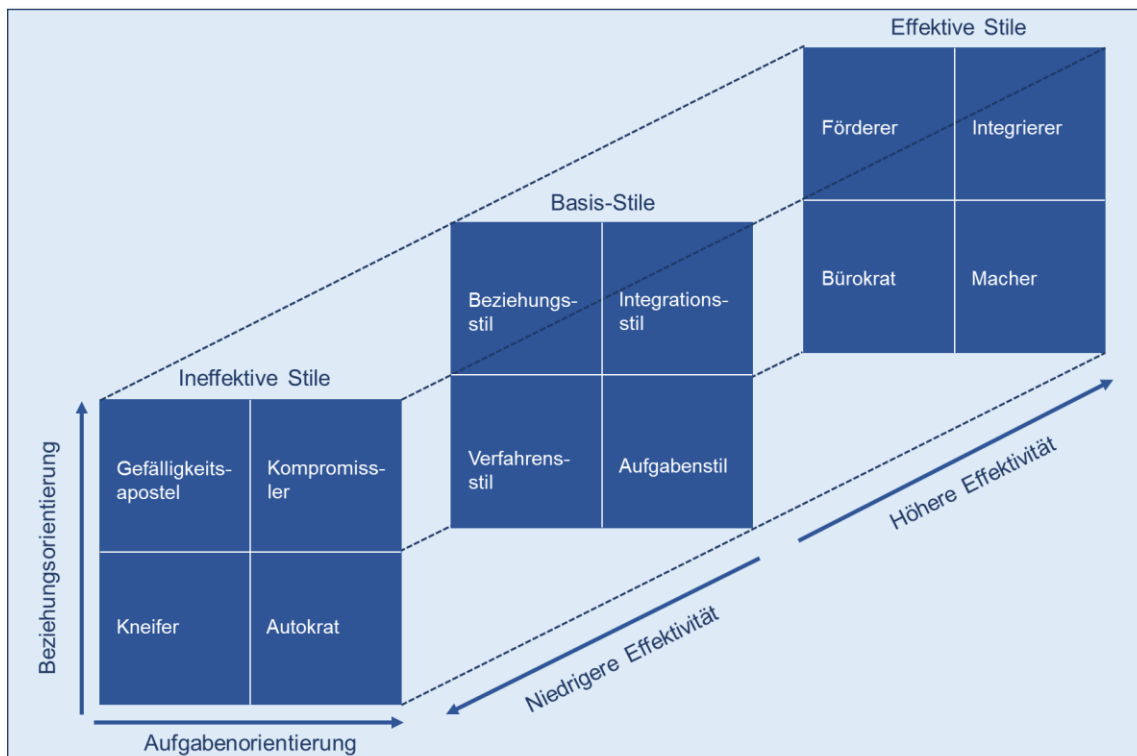 Effektive Stile
Förderer
Integrierer
Bürokrat
Macher
Basis-Stile
Beziehungs-
stil
Integrations-
stil
Verfahrens-
stil
Aufgabenstil
Ineffektive Stile
Gefälligkeits-
apostel
Kompromiss-
ler
Kneifer
Autokrat
Beziehungsorientierung
Aufgabenorientierung
Niedrigere Effektivität
Höhere Effektivität